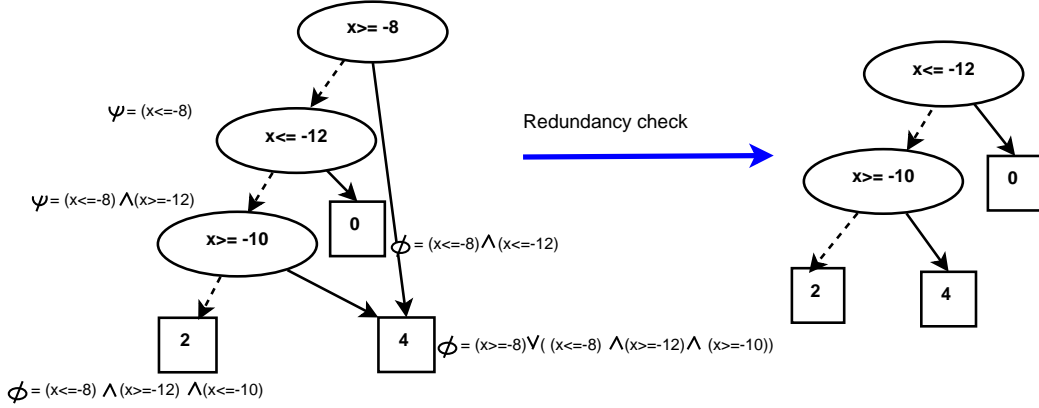 x>= -8
x<= -12
ψ= (x<=-8)
x<= -12
Redundancy check
x>= -10
0
ψ= (x<=-8) ∧(x>=-12)
0
x>= -10
ϕ= (x<=-8)∧(x<=-12)
2
4
2
4
ϕ= (x>=-8)∨( (x<=-8) ∧(x>=-12)∧ (x>=-10))
ϕ= (x<=-8) ∧(x>=-12) ∧(x<=-10)